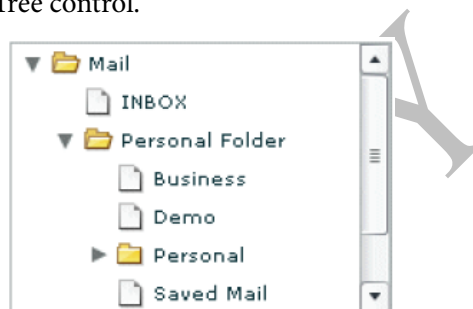 Tree control.
Mail
INBOX
Personal Folder
Business
Demo
Personal
Saved Mail
Y